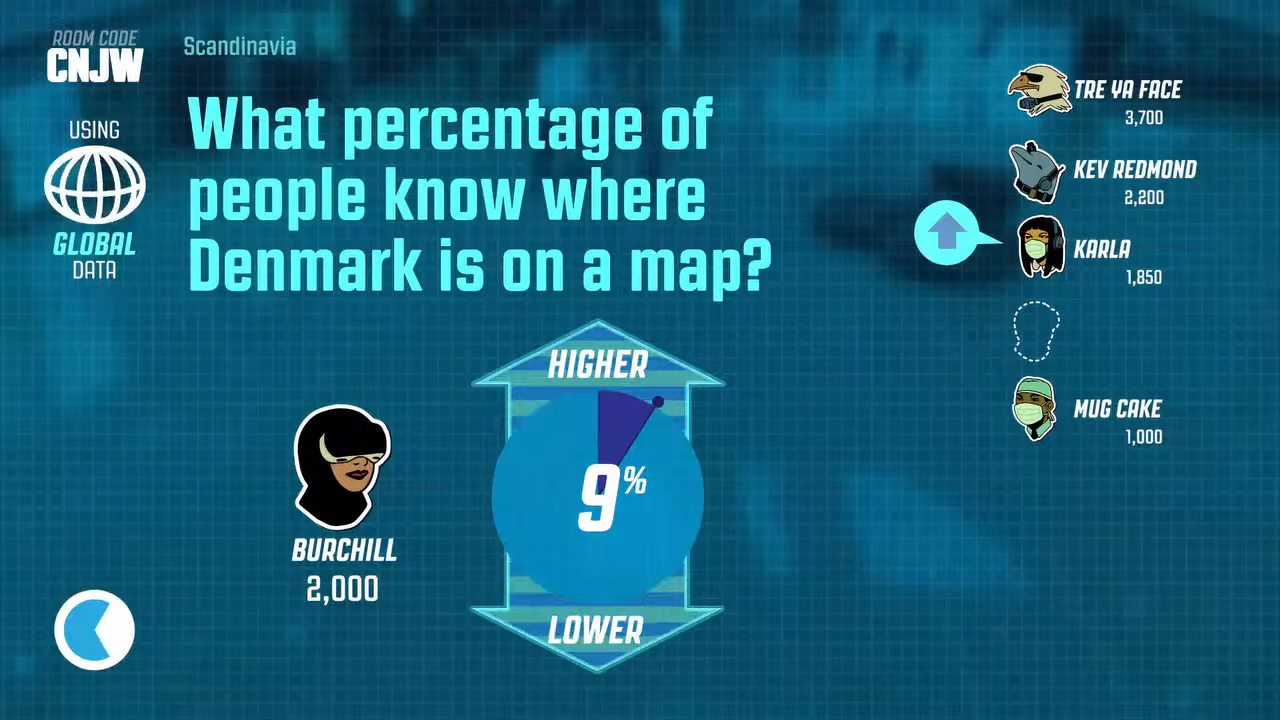 ROOM CODE
CNJW
Scandinavia
USING
GLOBAL
DATA
What percentage of
people know where
Denmark is on a map?
HIGHER
9%
LOWER
BURCHILL
2,000
TRE YA FACE
3,700
KEV REDMOND
2,200
KARLA
1,850
MUG CAKE
1,000